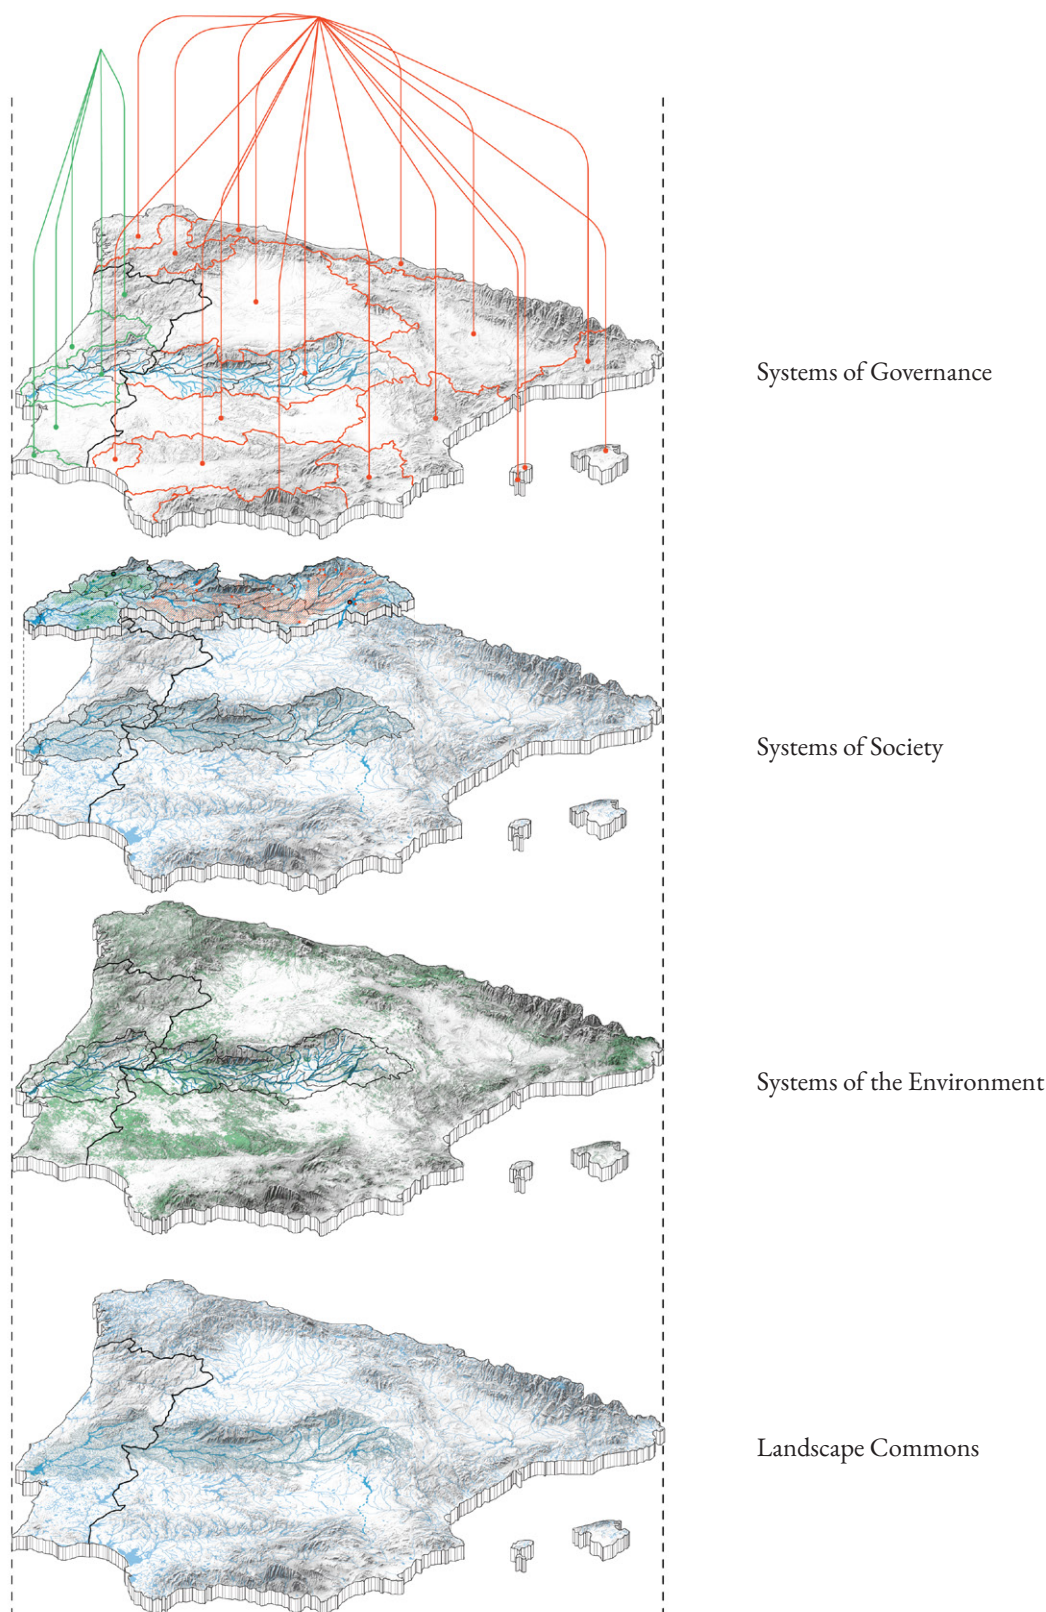 Systems of Governance
Systems of Society
Systems of the Environment
Landscape Commons